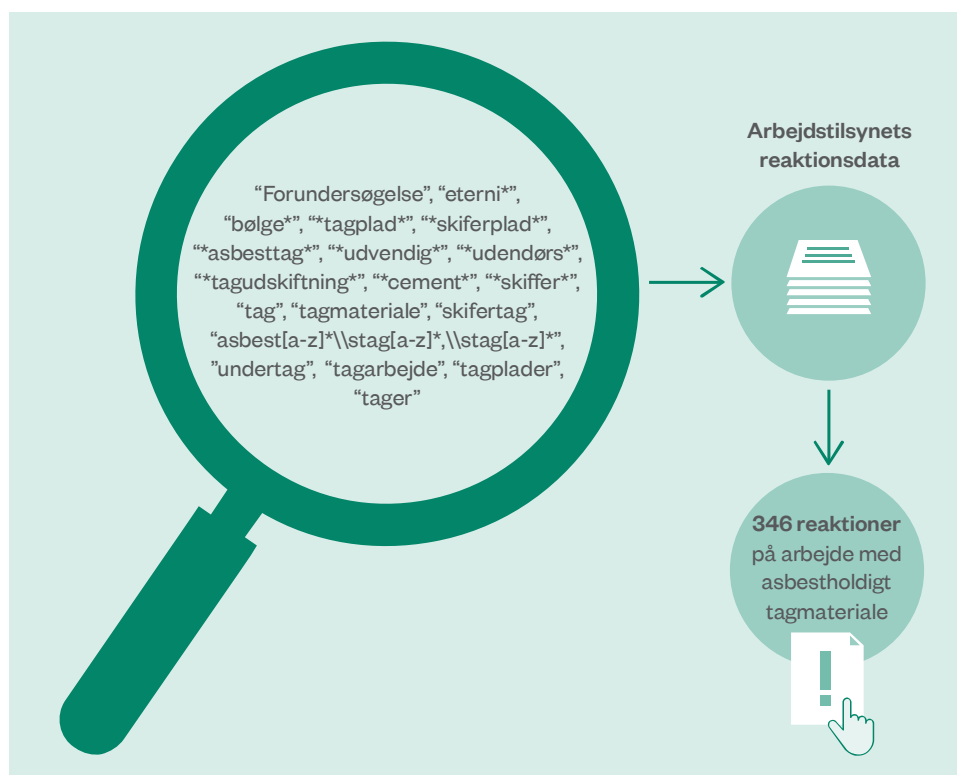 “Forundersøgelse”, “eterni*”,
“bølge*”, “*tagplad*”, “*skiferplad*”,
“*asbesttag*”, “*udvendig*”, “*udendørs*”,
“*tagudskiftning*”, “*cement*”, “*skiffer*”,
“tag”, “tagmateriale”, “skifertag”,
“asbest[a-z]*\\stag[a-z]*,\\stag[a-z]*”,
”undertag”, “tagarbejde”, “tagplader”,
“tager”
Arbejdstilsynets
reaktionsdata
346 reaktioner
på arbejde med
asbestholdigt
tagmateriale